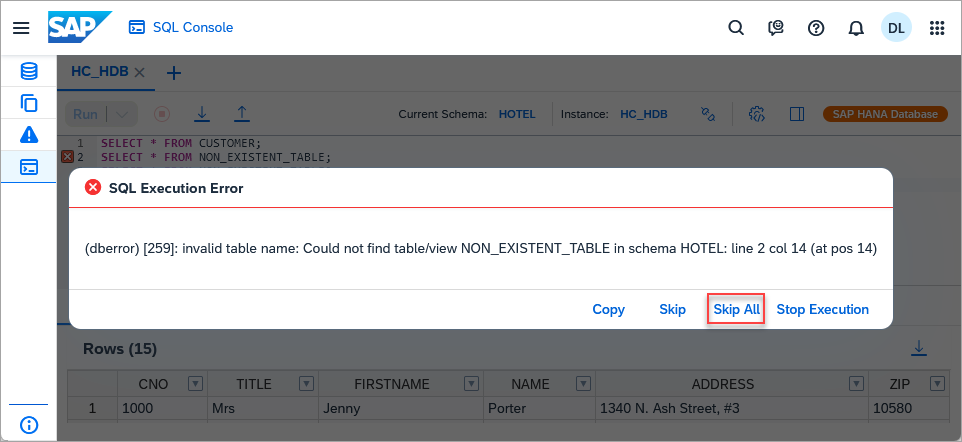 SAP SQL Console DL
HC_HDB
Run Current Schema: HOTEL Instance: HC_HDB SAP HANA Database
1 SELECT * FROM CUSTOMER;
2 SELECT * FROM NON_EXISTENT_TABLE;
SQL Execution Error
(dberror) [259]: invalid table name: Could not find table/view NON_EXISTENT_TABLE in schema HOTEL: line 2 col 14 (at pos 14)
Copy Skip Skip All Stop Execution
Rows (15)
CNO TITLE FIRSTNAME NAME ADDRESS ZIP
1 1000 Mrs Jenny Porter 1340 N. Ash Street, #3 10580